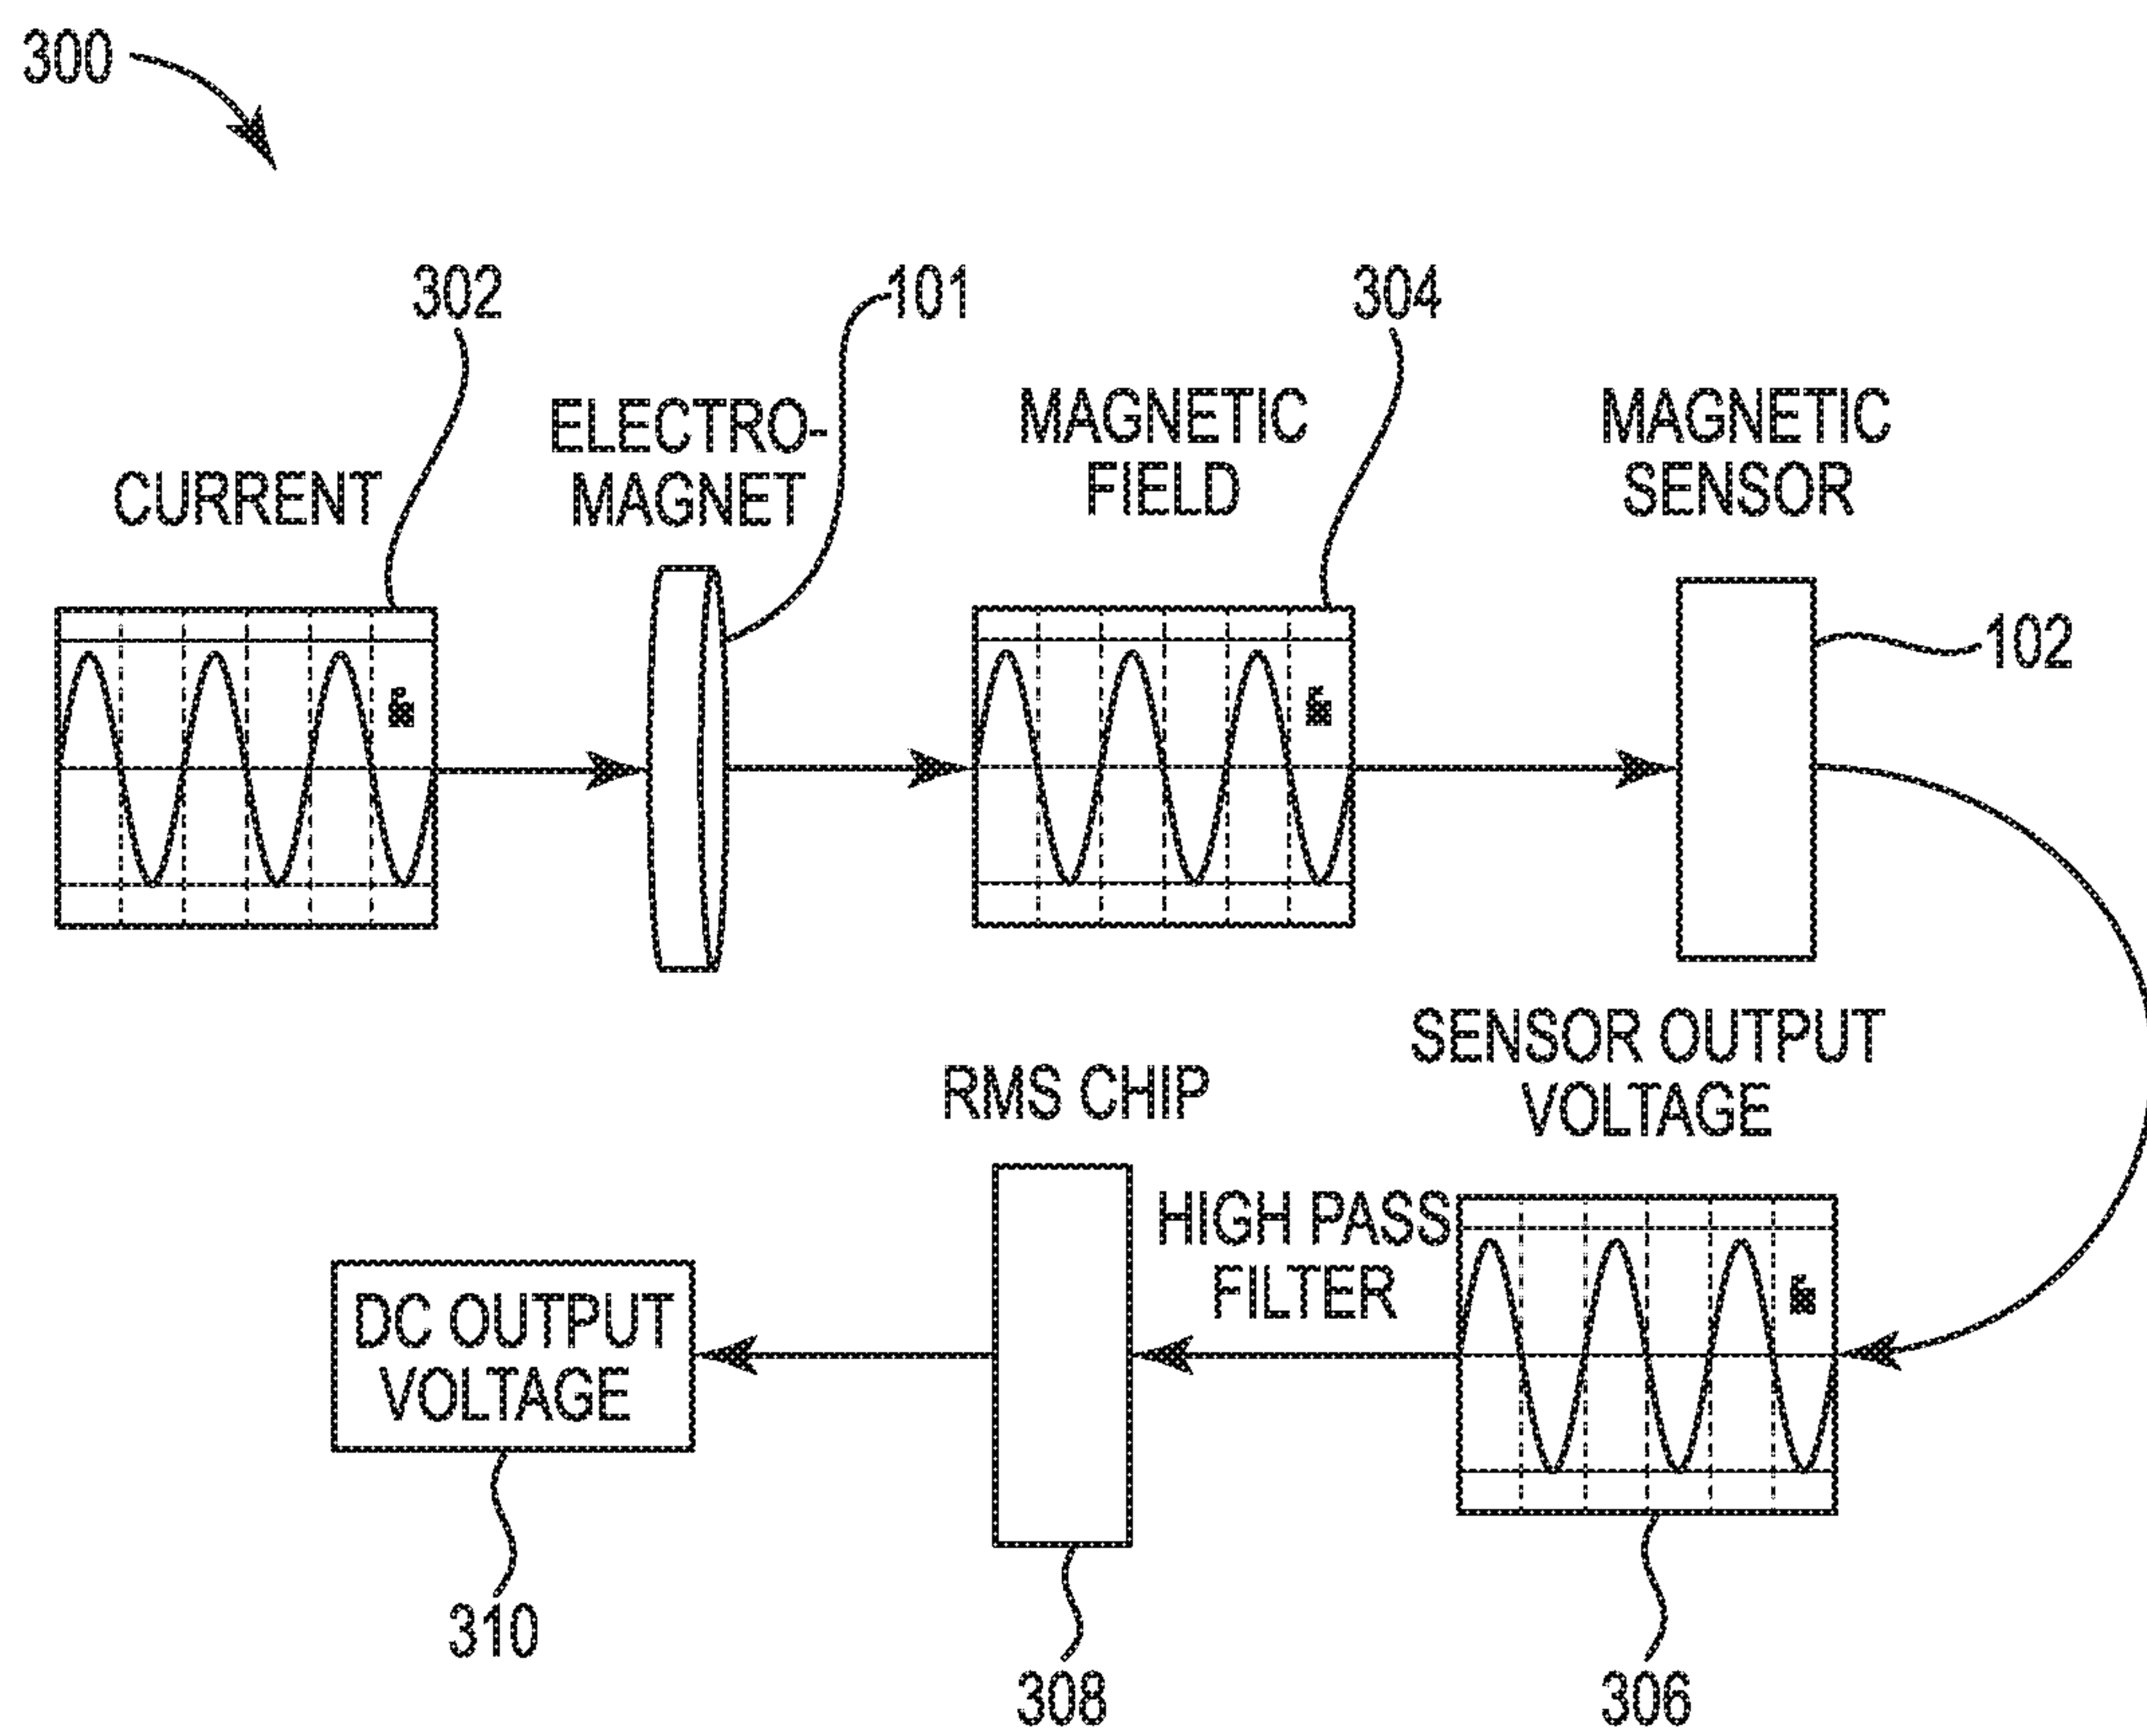 300
302
101
304
CURRENT
ELECTRO-
MAGNET
MAGNETIC
FIELD
MAGNETIC
SENSOR
102
SENSOR OUTPUT
VOLTAGE
RMS CHIP
HIGH PASS
FILTER
DC OUTPUT
VOLTAGE
310
308
306